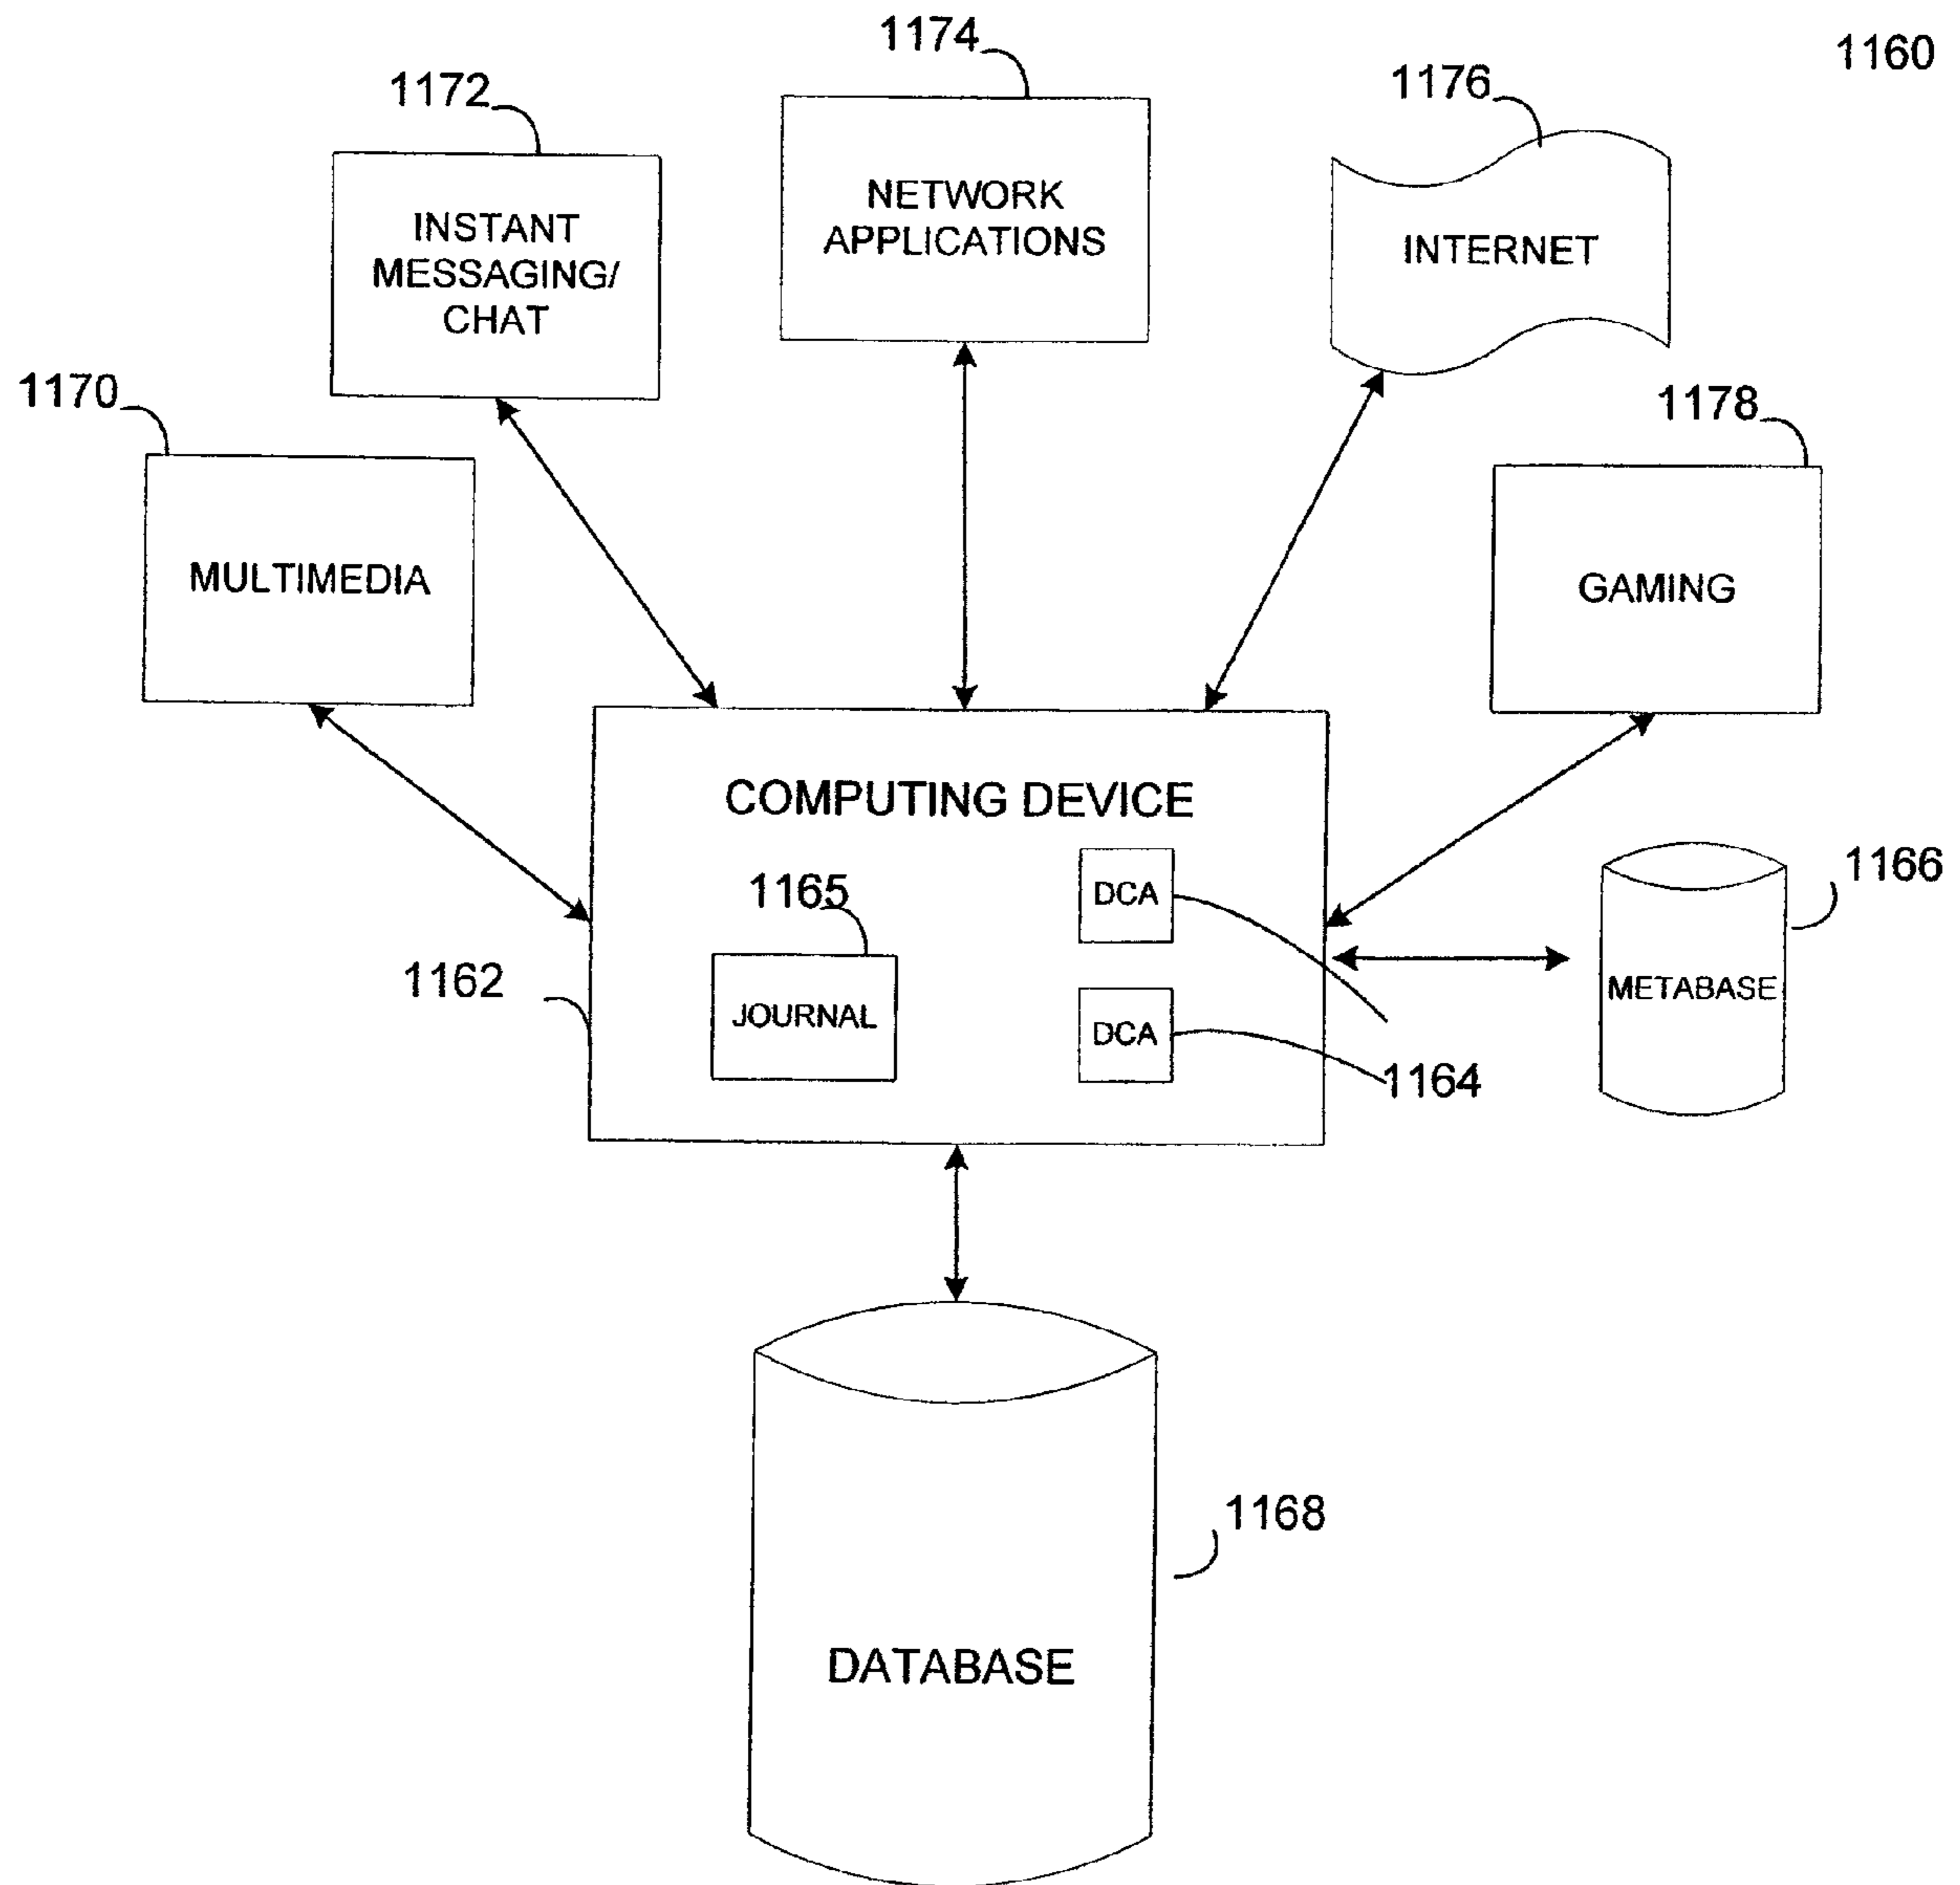 1174
1160
1172
1176
NETWORK
APPLICATIONS
INSTANT
MESSAGING/
CHAT
INTERNET
1170
1178
MULTIMEDIA
GAMING
COMPUTING DEVICE
1165
DCA
1166
1162
JOURNAL
DCA
METABASE
1164
1168
DATABASE